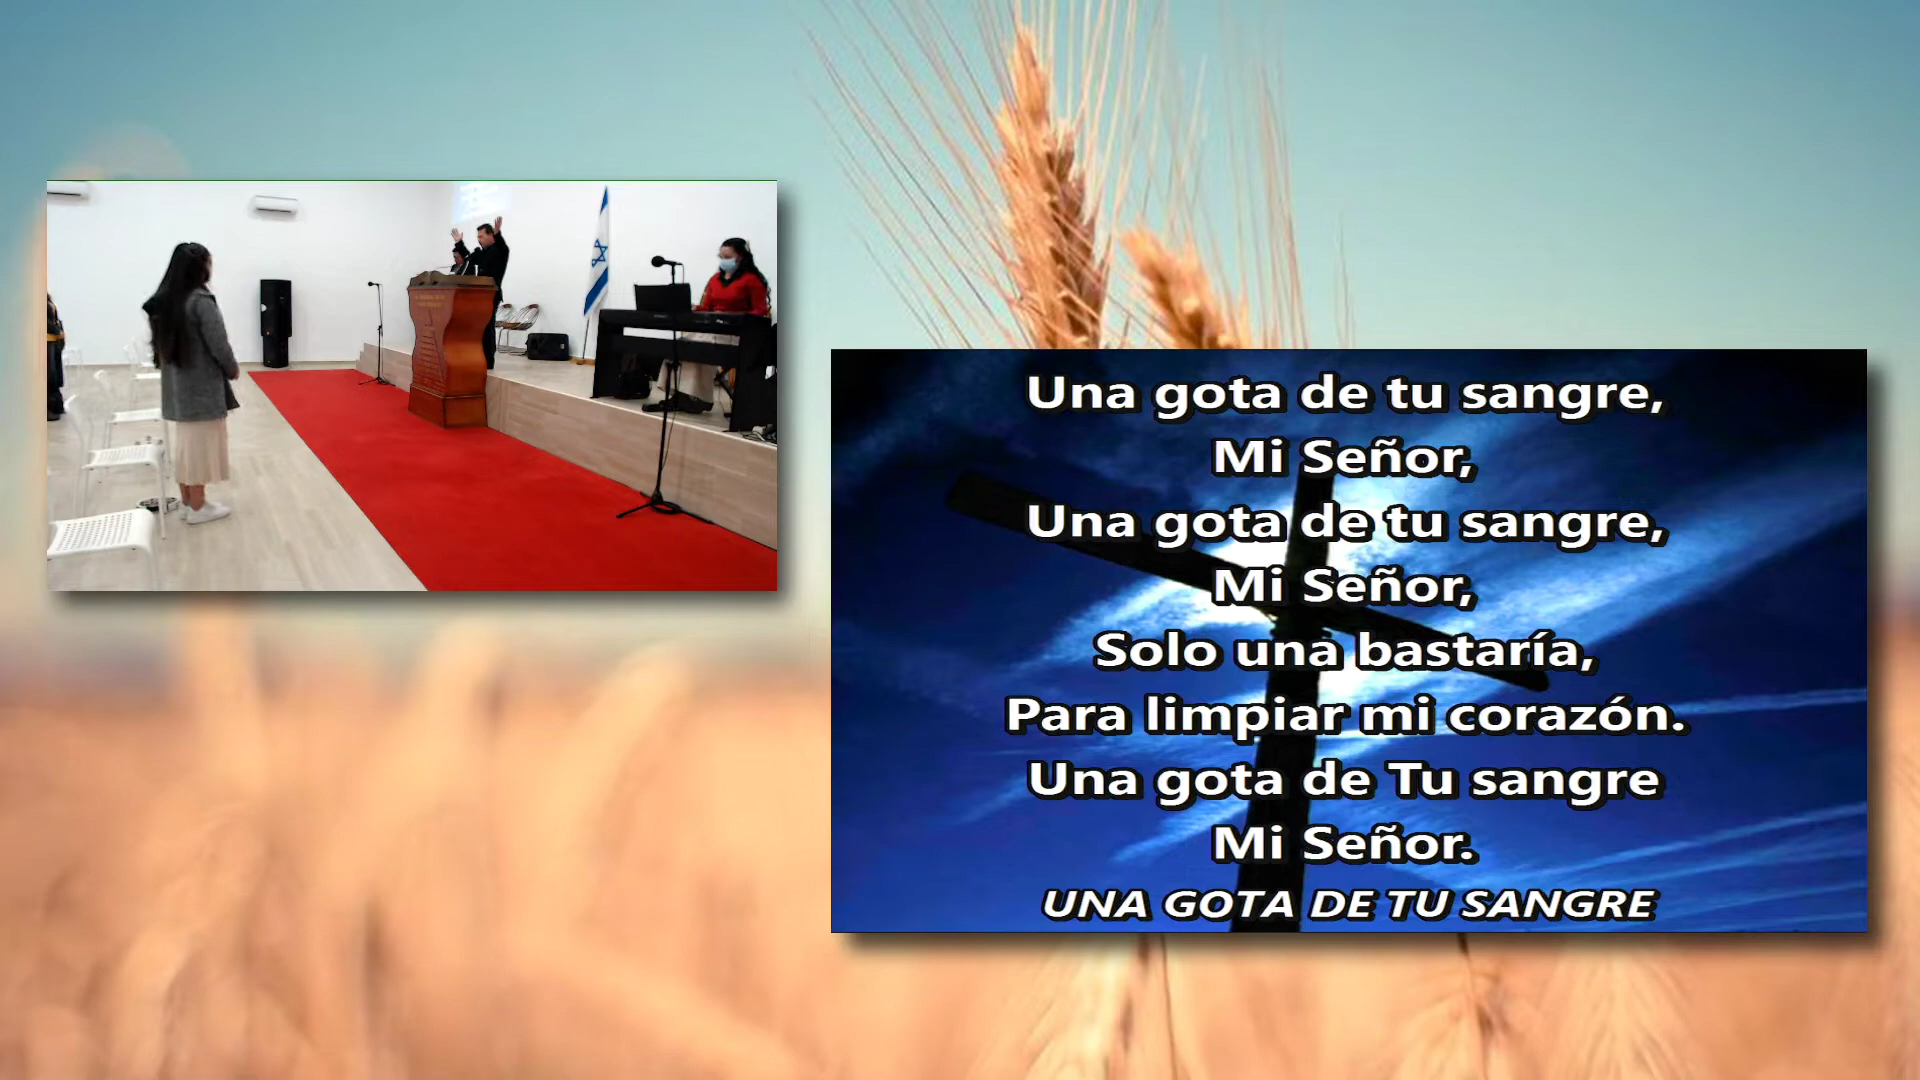 Una gota de tu sangre,
Mi Señor,
Una gota de tu sangre,
Mi Señor,
Solo una bastaría,
Para limpiar mi corazón.
Una gota de Tu sangre
Mi Señor.
UNA GOTA DE TU SANGRE